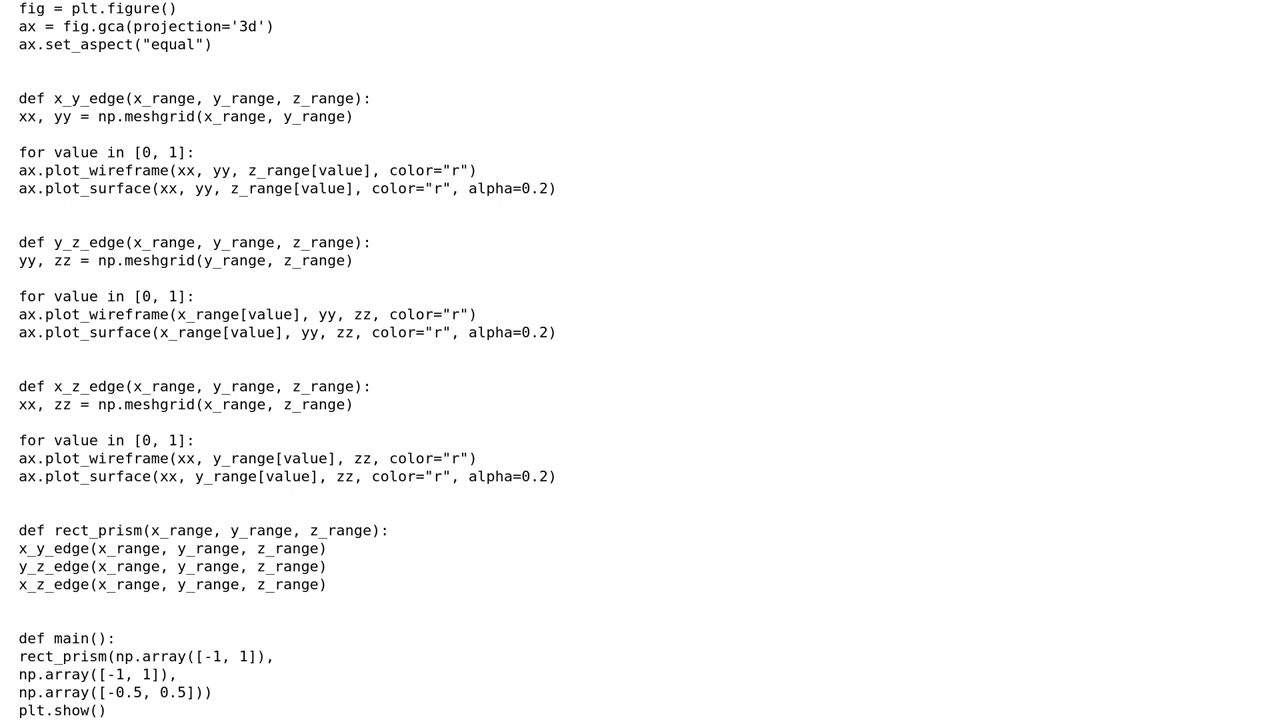 fig = plt.figure()
ax = fig.gca(projection='3d')
ax.set_aspect("equal")
def x_y_edge(x_range, y_range, z_range):
xx, yy = np.meshgrid(x_range, y_range)
for value in [0, 1]:
ax.plot_wireframe(xx, yy, z_range[value], color="r")
ax.plot_surface(xx, yy, z_range[value], color="r", alpha=0.2)
def y_z_edge(x_range, y_range, z_range):
yy, zz = np.meshgrid(y_range, z_range)
for value in [0, 1]:
ax.plot_wireframe(x_range[value], yy, zz, color="r")
ax.plot_surface(x_range[value], yy, zz, color="r", alpha=0.2)
def x_z_edge(x_range, y_range, z_range):
xx, zz = np.meshgrid(x_range, z_range)
for value in [0, 1]:
ax.plot_wireframe(xx, y_range[value], zz, color="r")
ax.plot_surface(xx, y_range[value], zz, color="r", alpha=0.2)
def rect_prism(x_range, y_range, z_range):
x_y_edge(x_range, y_range, z_range)
y_z_edge(x_range, y_range, z_range)
x_z_edge(x_range, y_range, z_range)
def main():
rect_prism(np.array([-1, 1]),
np.array([-1, 1]),
np.array([-0.5, 0.5]))
plt.show()